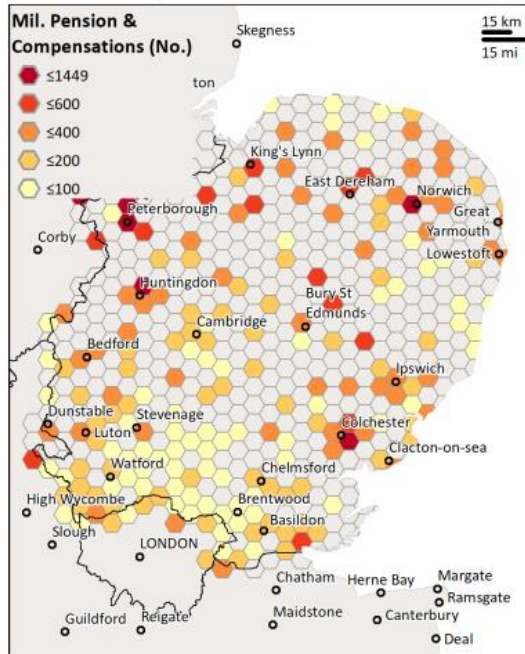 Mil. Pension &
Compensations (No.)
≤1449
≤600
≤400
≤200
≤100
15 km
15 mi
Skegness
ton
King's Lynn
East Dereham
Norwich
Peterborough
Great
Yarmouth
Corby
Lowestoft
Huntingdon
Bury St
Edmunds
Cambridge
Bedford
Ipswich
Dunstable
Stevenage
Luton
Colchester
Clacton-on-sea
Watford
Chelmsford
High Wycombe
Brentwood
Basildon
Slough
LONDON
Chatham
Herne Bay
Margate
Ramsgate
Guildford
Reigate
Maidstone
Canterbury
Deal